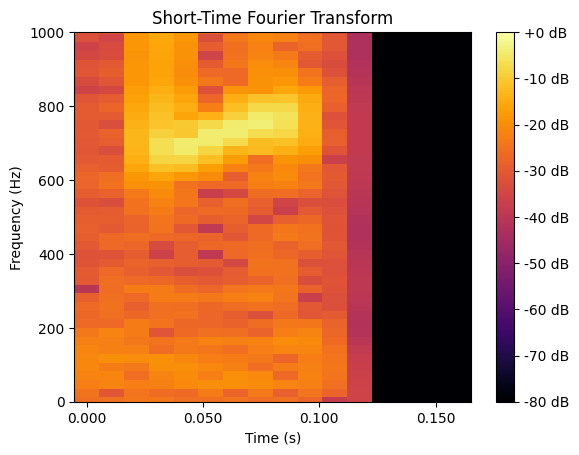 Short-Time Fourier Transform
1000
800
600
400
200
0
Frequency (Hz)
0.000
0.050
0.100
0.150
Time (s)
+0 dB
-10 dB
-20 dB
-30 dB
-40 dB
-50 dB
-60 dB
-70 dB
-80 dB